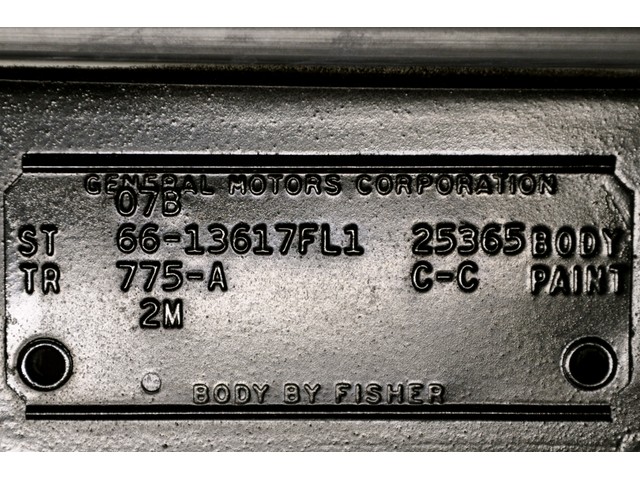 GENERAL MOTORS CORPORATION
07B
ST 66-13617FL1 25365 BODY
TR 775-A C-C PAINT
2M
BODY BY FISHER